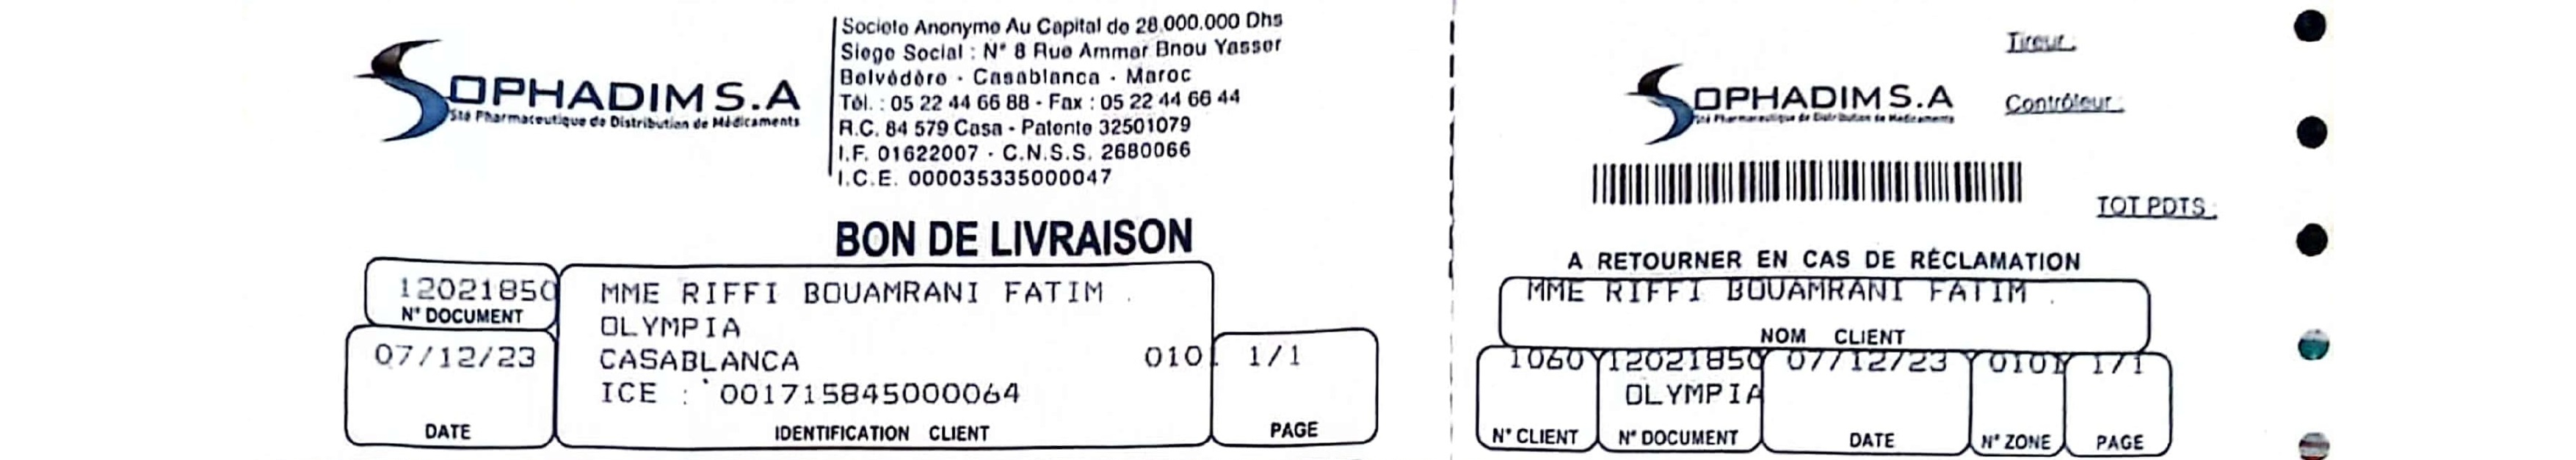 SOPHADIM S.A
Sté Pharmaceutique de Distribution de Médicaments
Societe Anonyme Au Capital de 28.000.000 Dhs
Siege Social : N° 8 Rue Ammar Bnou Yasser
Belvédère - Casablanca - Maroc
Tél. : 05 22 44 66 88 - Fax : 05 22 44 66 44
R.C. 84 579 Casa - Patente 32501079
I.F. 01622007 - C.N.S.S. 2680066
I.C.E. 000035335000047
BON DE LIVRAISON
12021850
N° DOCUMENT
07/12/23
DATE
MME RIFFI BOUAMRANI FATIM .
OLYMPIA
CASABLANCA 010
ICE : 001715845000064
IDENTIFICATION CLIENT
1/1
PAGE
SOPHADIM S.A
Sté Pharmaceutique de Distribution de Medicaments
Tireur :
Contrôleur :
TOT PDTS :
A RETOURNER EN CAS DE RÉCLAMATION
MME RIFFI BOUAMRANI FATIM .
NOM CLIENT
1060 12021850 07/12/23 0101 1/1
OLYMPIA
N° CLIENT N° DOCUMENT DATE N° ZONE PAGE